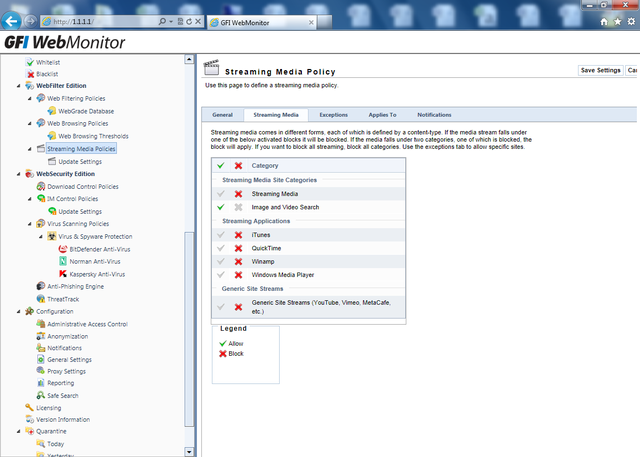 http://1.1.1.1/
GFI WebMonitor
GFI WebMonitor
Whitelist
Blacklist
WebFilter Edition
Web Filtering Policies
WebGrade Database
Web Browsing Policies
Web Browsing Thresholds
Streaming Media Policies
Update Settings
WebSecurity Edition
Download Control Policies
IM Control Policies
Update Settings
Virus Scanning Policies
Virus & Spyware Protection
BitDefender Anti-Virus
Norman Anti-Virus
Kaspersky Anti-Virus
Anti-Phishing Engine
ThreatTrack
Configuration
Administrative Access Control
Anonymization
Notifications
General Settings
Proxy Settings
Reporting
Safe Search
Licensing
Version Information
Quarantine
Today
Yesterday
Streaming Media Policy
Save Settings
Ca
Use this page to define a streaming media policy.
General Streaming Media Exceptions Applies To Notifications
Streaming media comes in different forms, each of which is defined by a content-type. If the media stream falls under
one of the below activated blocks it will be blocked. If the media falls under two categories, one of which is blocked, the
block will apply. If you want to block all streaming, block all categories. Use the exceptions tab to allow specific sites.
Category
Streaming Media Site Categories
Streaming Media
Image and Video Search
Streaming Applications
iTunes
QuickTime
Winamp
Windows Media Player
Generic Site Streams
Generic Site Streams (YouTube, Vimeo, MetaCafe,
etc.)
Legend
Allow
Block